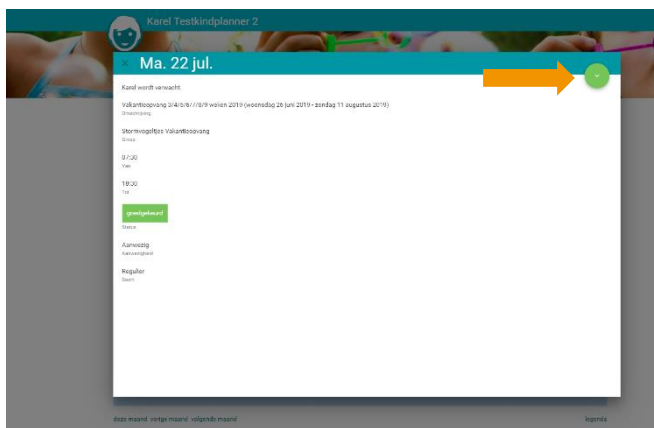 Karel Testkindplanner 2
× Ma. 22 jul.
Karel wordt verwacht
Vakantieopvang 3/4/5/6/7/8/9 weken 2019 (woensdag 26 juni 2019 - zondag 11 augustus 2019)
Omschrijving
Stormvogeltjes Vakantieopvang
Groep
07:30
Van
18:30
Tot
goedgekeurd
Status
Aanwezig
Aanwezigheid
Regulier
Soort
deze maand vorige maand volgende maand
legenda